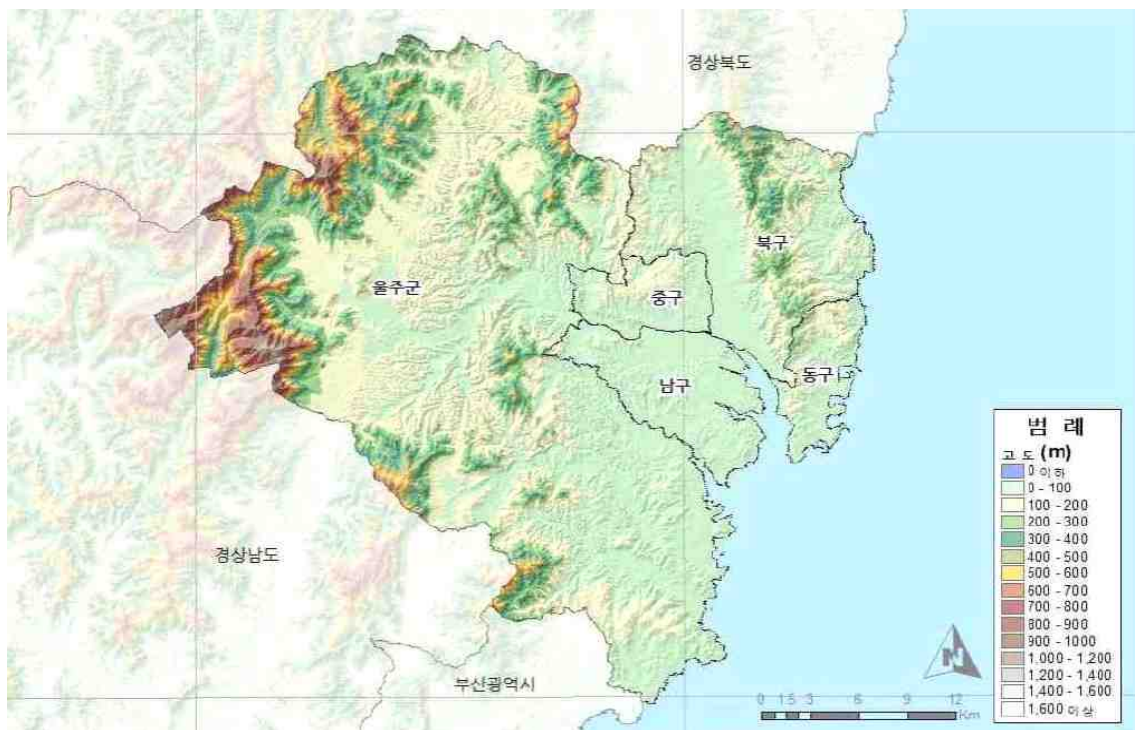 경상북도
북구
울주군
중구
남구
동구
경상남도
부산광역시
범 례
고 도 (m)
0 이하
0 - 100
100 - 200
200 - 300
300 - 400
400 - 500
500 - 600
600 - 700
700 - 800
800 - 900
900 - 1000
1,000 - 1,200
1,200 - 1,400
1,400 - 1,600
1,600 이상
N
0 1.5 3 6 9 12
Km